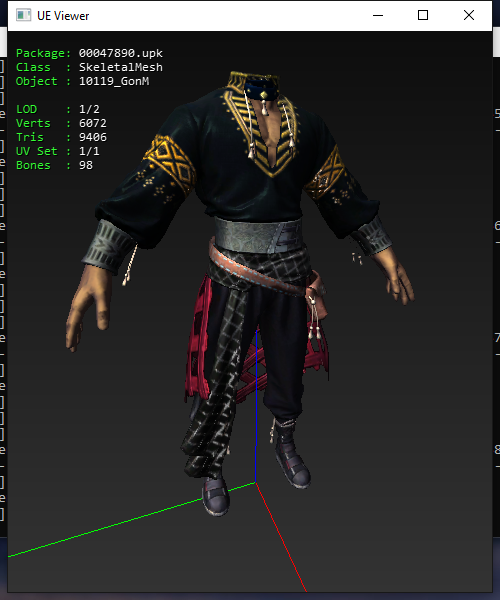 UE Viewer
Package: 00047890.upk
Class  : SkeletalMesh
Object : 10119_GonM
LOD    : 1/2
Verts  : 6072
Tris   : 9406
UV Set : 1/1
Bones  : 98